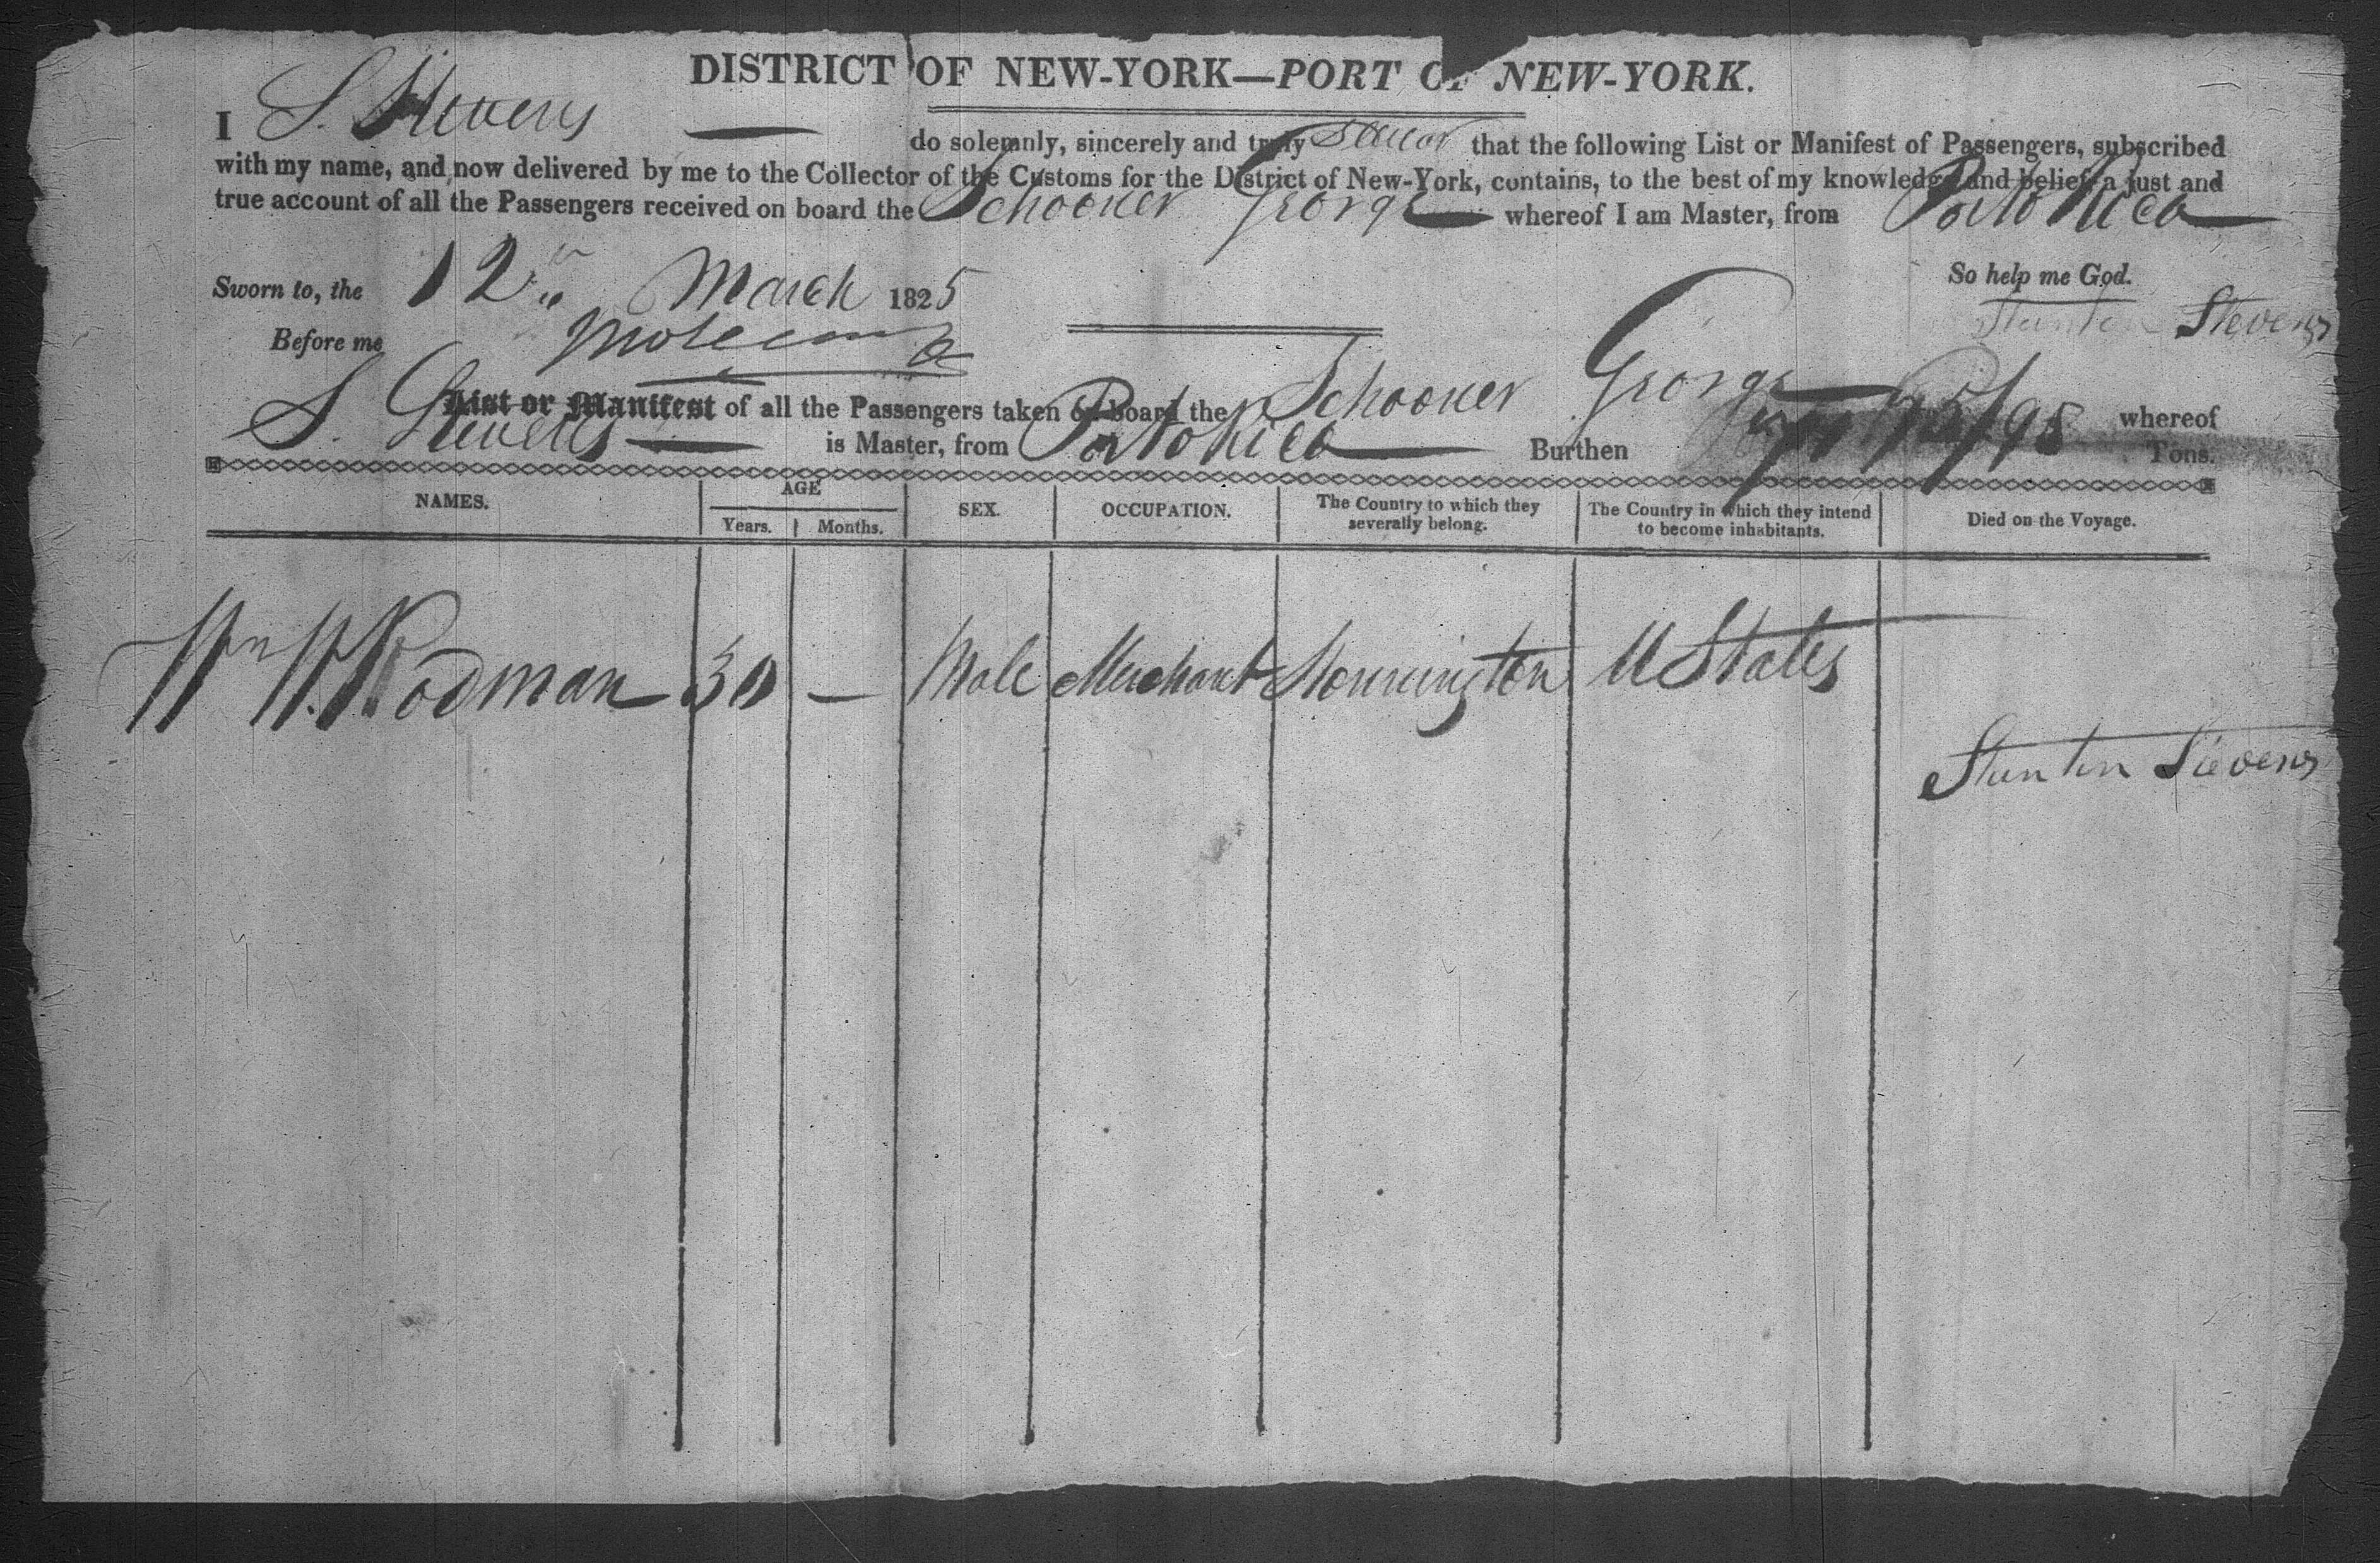 DISTRICT OF NEW-YORK—PORT OF NEW-YORK.
I S. Stevens do solemnly, sincerely and truly Swear that the following List or Manifest of Passengers, subscribed
with my name, and now delivered by me to the Collector of the Customs for the District of New-York, contains, to the best of my knowledge and belief, a just and
true account of all the Passengers received on board the Schooner George whereof I am Master, from Porto Rico
So help me God.
Sworn to, the 12th March 1825
Stanton Stevens
Before me
List or Manifest of all the Passengers taken on board the Schooner George whereof
S. Stevens is Master, from Porto Rico Burthen 72/95 Tons.
NAMES. AGE Years. Months. SEX. OCCUPATION. The Country to which they severally belong. The Country in which they intend to become inhabitants. Died on the Voyage.
Wm W. Rodman 30 — Male Merchant Stonnington U States
Stanton Stevens